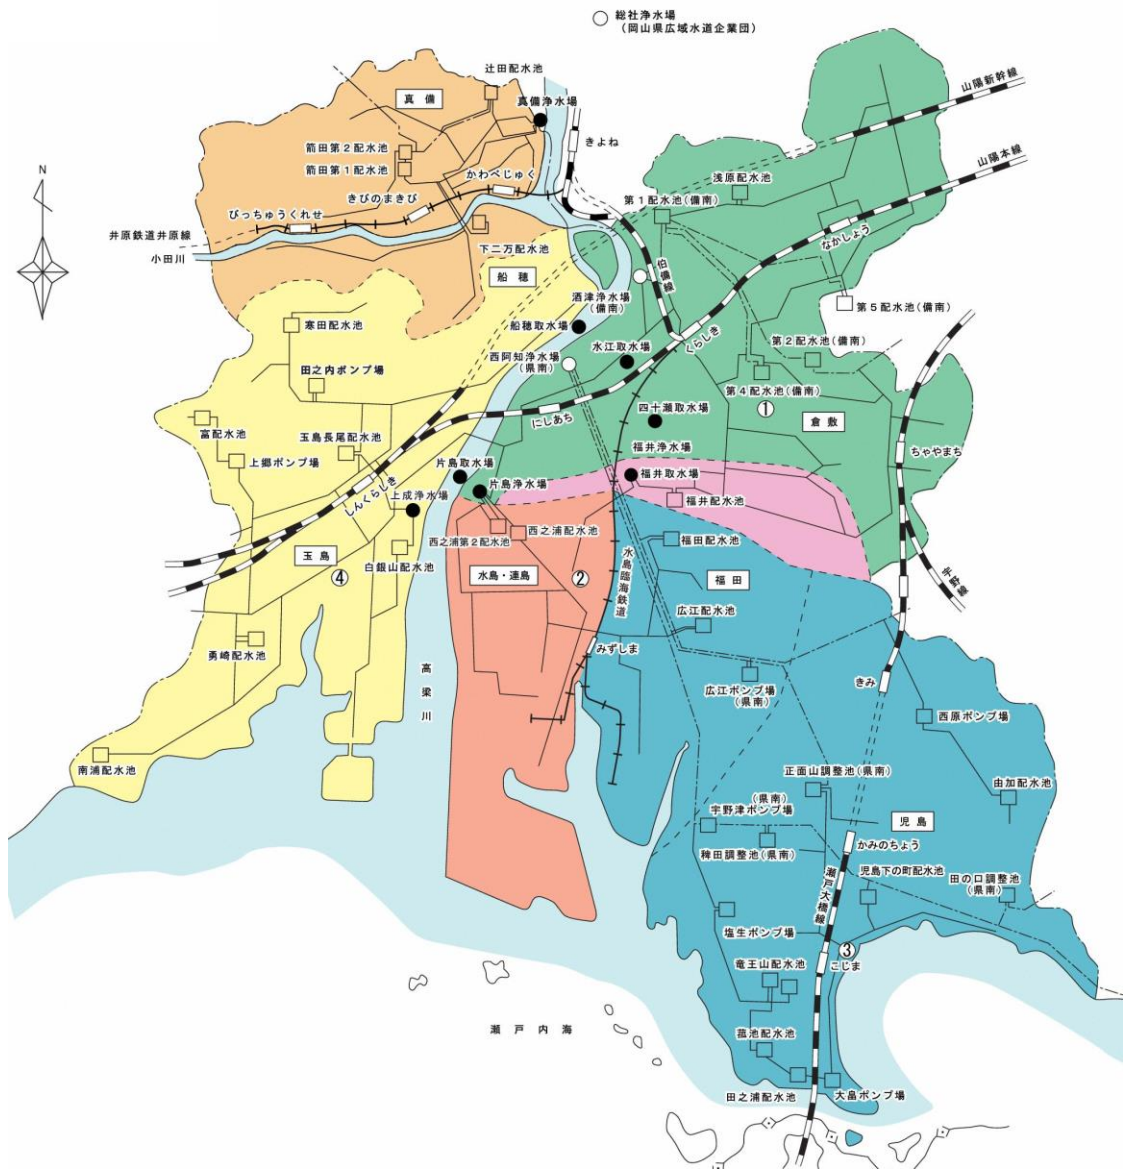 総社浄水場
(岡山県広域水道企業団)
辻田配水池
山陽新幹線
真備
真備浄水場
きよね
山陽本線
箭田第2配水池
箭田第1配水池
かわべじゅく
浅原配水池
N
きびのまきび
第1配水池(備南)
びっちゅうくれせ
なかしょう
井原鉄道井原線
小田川
下二万配水池
船穂
伯備線
酒津浄水場
(備南)
第5配水池(備南)
船穂取水場
寒田配水池
水江取水場
くらしき
第2配水池(備南)
西阿知浄水場
(県南)
田之内ポンプ場
第4配水池(備南)
④
①
富配水池
にしあち
四十瀬取水場
倉敷
玉島長尾配水池
上郷ポンプ場
福井浄水場
ちゃやまち
片島取水場
福井取水場
しんくらしき
片島浄水場
上成浄水場
福井配水池
西之浦第2配水池
西之浦配水池
福田配水池
玉島
白銀山配水池
水島・連島
②
水島臨海鉄道
福田
宇野線
広江配水池
勇崎配水池
みずしま
高梁川
広江ポンプ場
(県南)
きみ
西原ポンプ場
南浦配水池
正面山調整池(県南)
由加配水池
(県南)
宇野津ポンプ場
児島
稗田調整池(県南)
かみのちょう
児島下の町配水池
田の口調整池
(県南)
瀬戸大橋線
塩生ポンプ場
③
こじま
竜王山配水池
瀬戸内海
菰池配水池
田之浦配水池
大畠ポンプ場